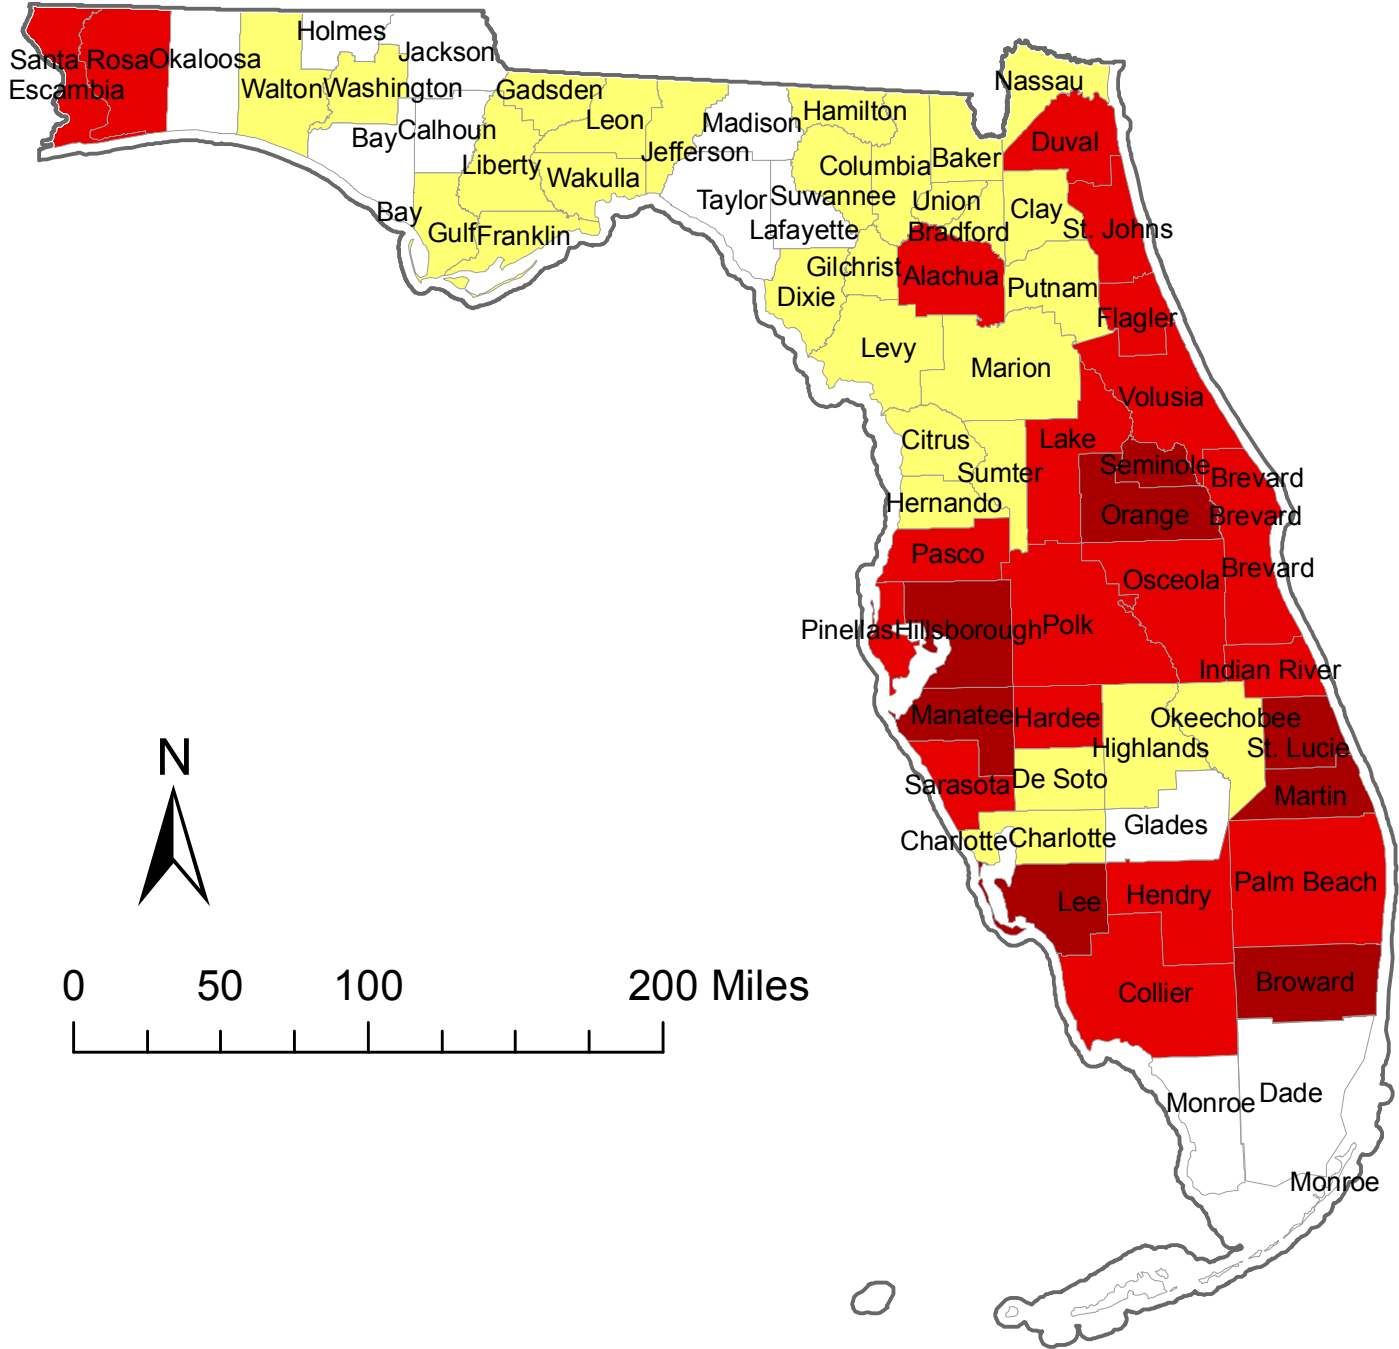 Holmes
Jackson
Santa Rosa
Okaloosa
Escambia
Walton
Washington
Gadsden
Nassau
Bay
Calhoun
Leon
Madison
Hamilton
Duval
Liberty
Wakulla
Jefferson
Columbia
Baker
Taylor
Suwannee
Union
Clay
Bay
Gulf
Franklin
Lafayette
Bradford
St. Johns
Gilchrist
Alachua
Dixie
Putnam
Flagler
Levy
Marion
Volusia
Citrus
Lake
Sumter
Seminole
Brevard
Hernando
Orange
Brevard
Pasco
Osceola
Brevard
Pinellas
Hillsborough
Polk
Indian River
Manatee
Hardee
Okeechobee
Highlands
St. Lucie
N
Sarasota
De Soto
Martin
Charlotte
Charlotte
Glades
Lee
Hendry
Palm Beach
0 50 100 200 Miles
Collier
Broward
Monroe
Dade
Monroe